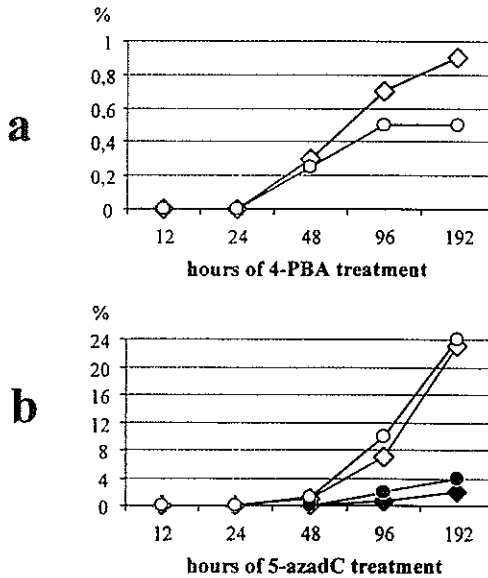 %
1
0,8
0,6
0,4
0,2
0
a
12 24 48 96 192
hours of 4-PBA treatment
%
24
20
16
12
8
4
0
b
12 24 48 96 192
hours of 5-azadC treatment